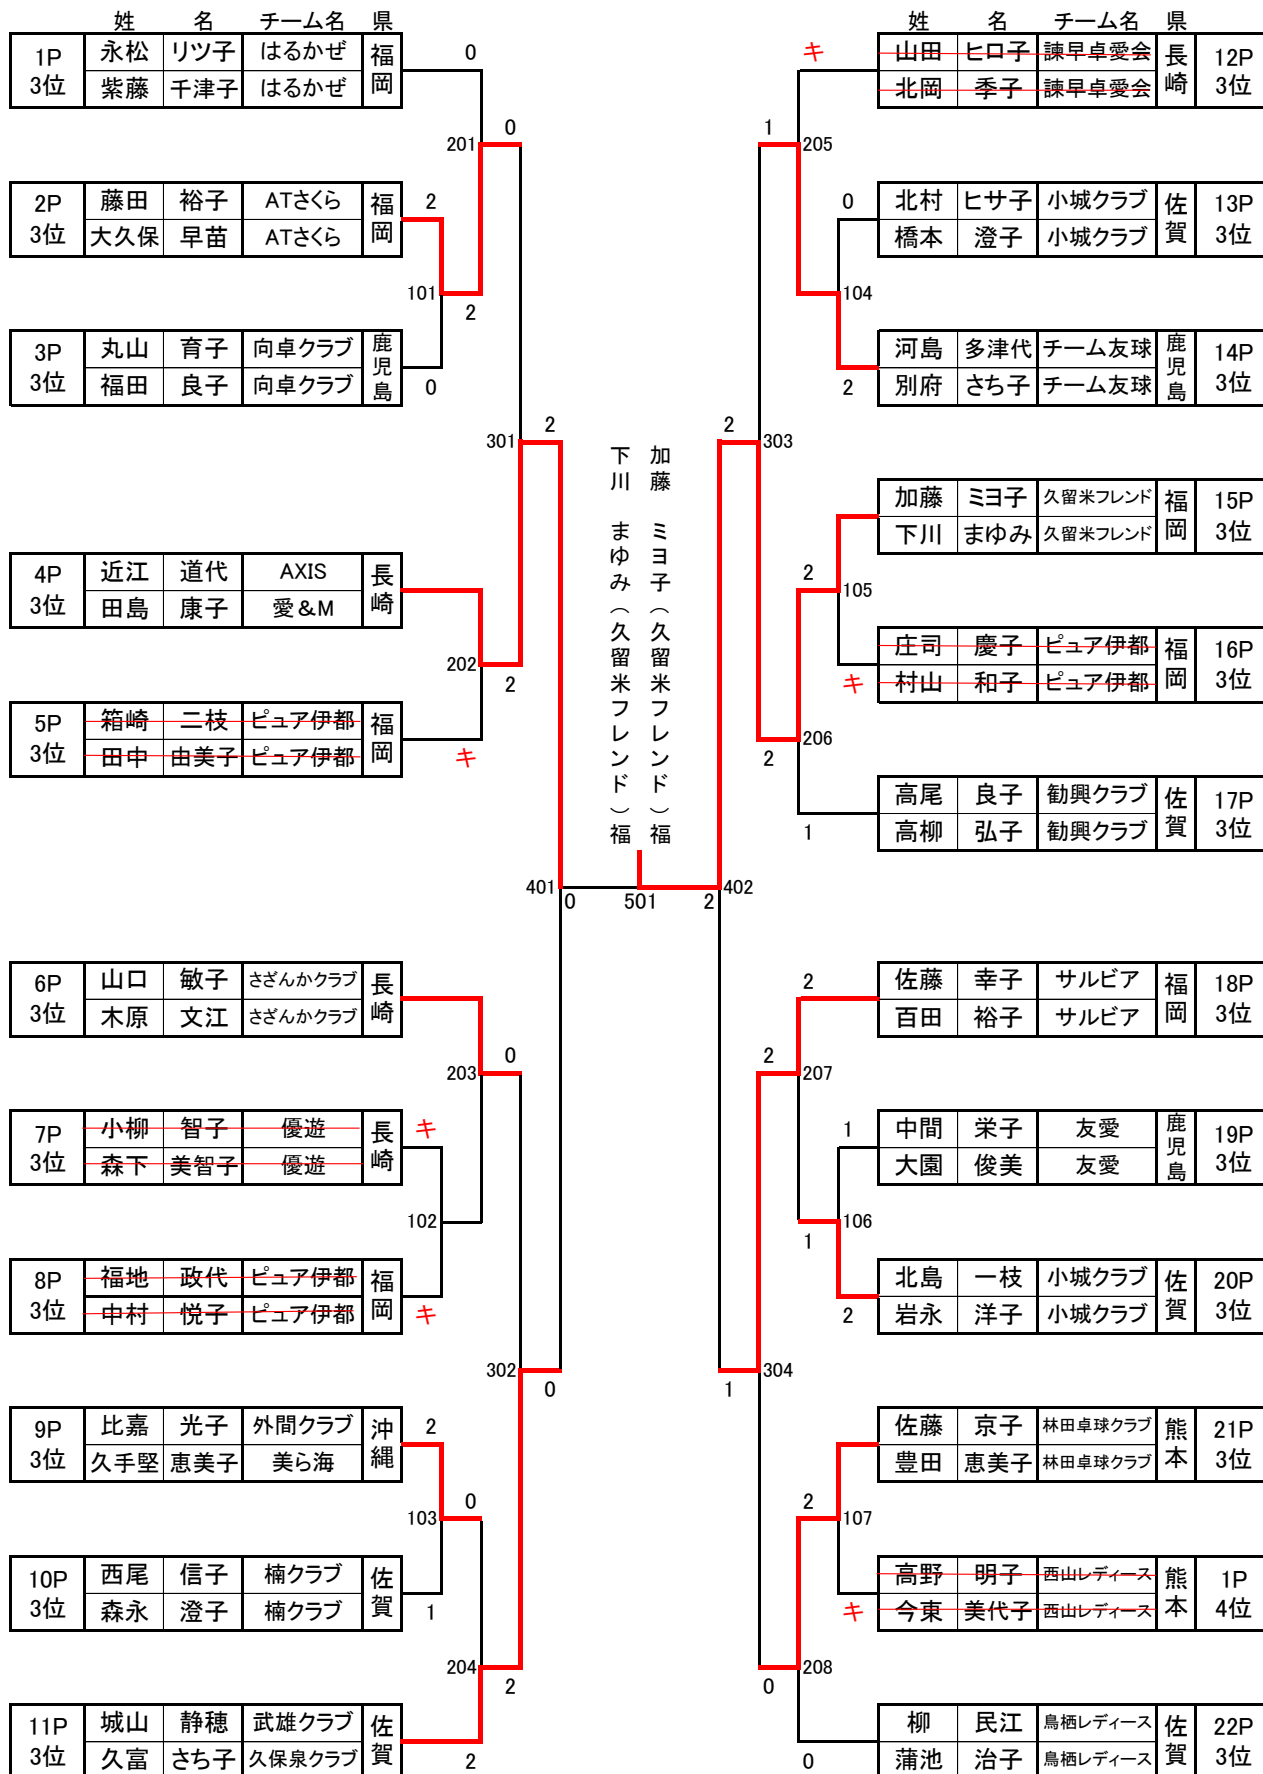 姓 名 チーム名 県
1P 3位 永松 リツ子 はるかぜ 福岡
紫藤 千津子 はるかぜ
0
0
201
2P 3位 藤田 裕子 ATさくら 福岡
大久保 早苗 ATさくら
2
101
2
3P 3位 丸山 育子 向卓クラブ 鹿児島
福田 良子 向卓クラブ
0
301
2
4P 3位 近江 道代 AXIS 長崎
田島 康子 愛&M
202
2
5P 3位 箱崎 二枝 ピュア伊都 福岡
田中 由美子 ピュア伊都
キ
401
0
501
2
402
6P 3位 山口 敏子 さざんかクラブ 長崎
木原 文江 さざんかクラブ
0
203
7P 3位 小柳 智子 優遊 長崎
森下 美智子 優遊
キ
102
8P 3位 福地 政代 ピュア伊都 福岡
中村 悦子 ピュア伊都
キ
302
0
9P 3位 比嘉 光子 外間クラブ 沖縄
久手堅 恵美子 美ら海
2
0
103
10P 3位 西尾 信子 楠クラブ 佐賀
森永 澄子 楠クラブ
1
204
2
11P 3位 城山 静穂 武雄クラブ 佐賀
久富 さち子 久保泉クラブ
2
加藤 ミヨ子(久留米フレンド)福
下川 まゆみ(久留米フレンド)福
姓 名 チーム名 県
山田 ヒロ子 諫早卓愛会 長崎 12P 3位
北岡 季子 諫早卓愛会
キ
1
205
北村 ヒサ子 小城クラブ 佐賀 13P 3位
橋本 澄子 小城クラブ
0
104
河島 多津代 チーム友球 鹿児島 14P 3位
別府 さち子 チーム友球
2
2
303
加藤 ミヨ子 久留米フレンド 福岡 15P 3位
下川 まゆみ 久留米フレンド
2
105
庄司 慶子 ピュア伊都 福岡 16P 3位
村山 和子 ピュア伊都
キ
206
2
高尾 良子 勧興クラブ 佐賀 17P 3位
高柳 弘子 勧興クラブ
1
佐藤 幸子 サルビア 福岡 18P 3位
百田 裕子 サルビア
2
2
207
中間 栄子 友愛 鹿児島 19P 3位
大園 俊美 友愛
1
106
1
北島 一枝 小城クラブ 佐賀 20P 3位
岩永 洋子 小城クラブ
2
304
1
佐藤 京子 林田卓球クラブ 熊本 21P 3位
豊田 恵美子 林田卓球クラブ
2
107
高野 明子 西山レディース 熊本 1P 4位
今東 美代子 西山レディース
キ
208
0
柳 民江 鳥栖レディース 佐賀 22P 3位
蒲池 治子 鳥栖レディース
0